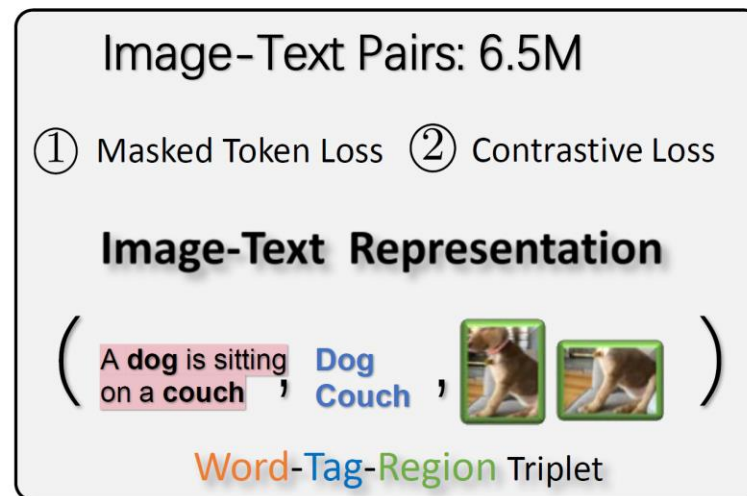 Image-Text Pairs: 6.5M
① Masked Token Loss ② Contrastive Loss
Image-Text Representation
( A dog is sitting on a couch , Dog Couch , )
Word-Tag-Region Triplet